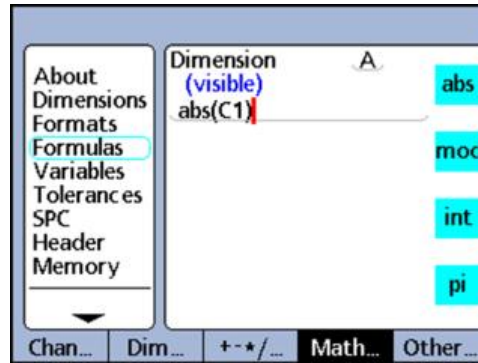 About
Dimensions
Formats
Formulas
Variables
Tolerances
SPC
Header
Memory
Dimension A
(visible)
abs(C1)
abs
mod
int
pi
Chan... Dim... +-*/... Math... Other...